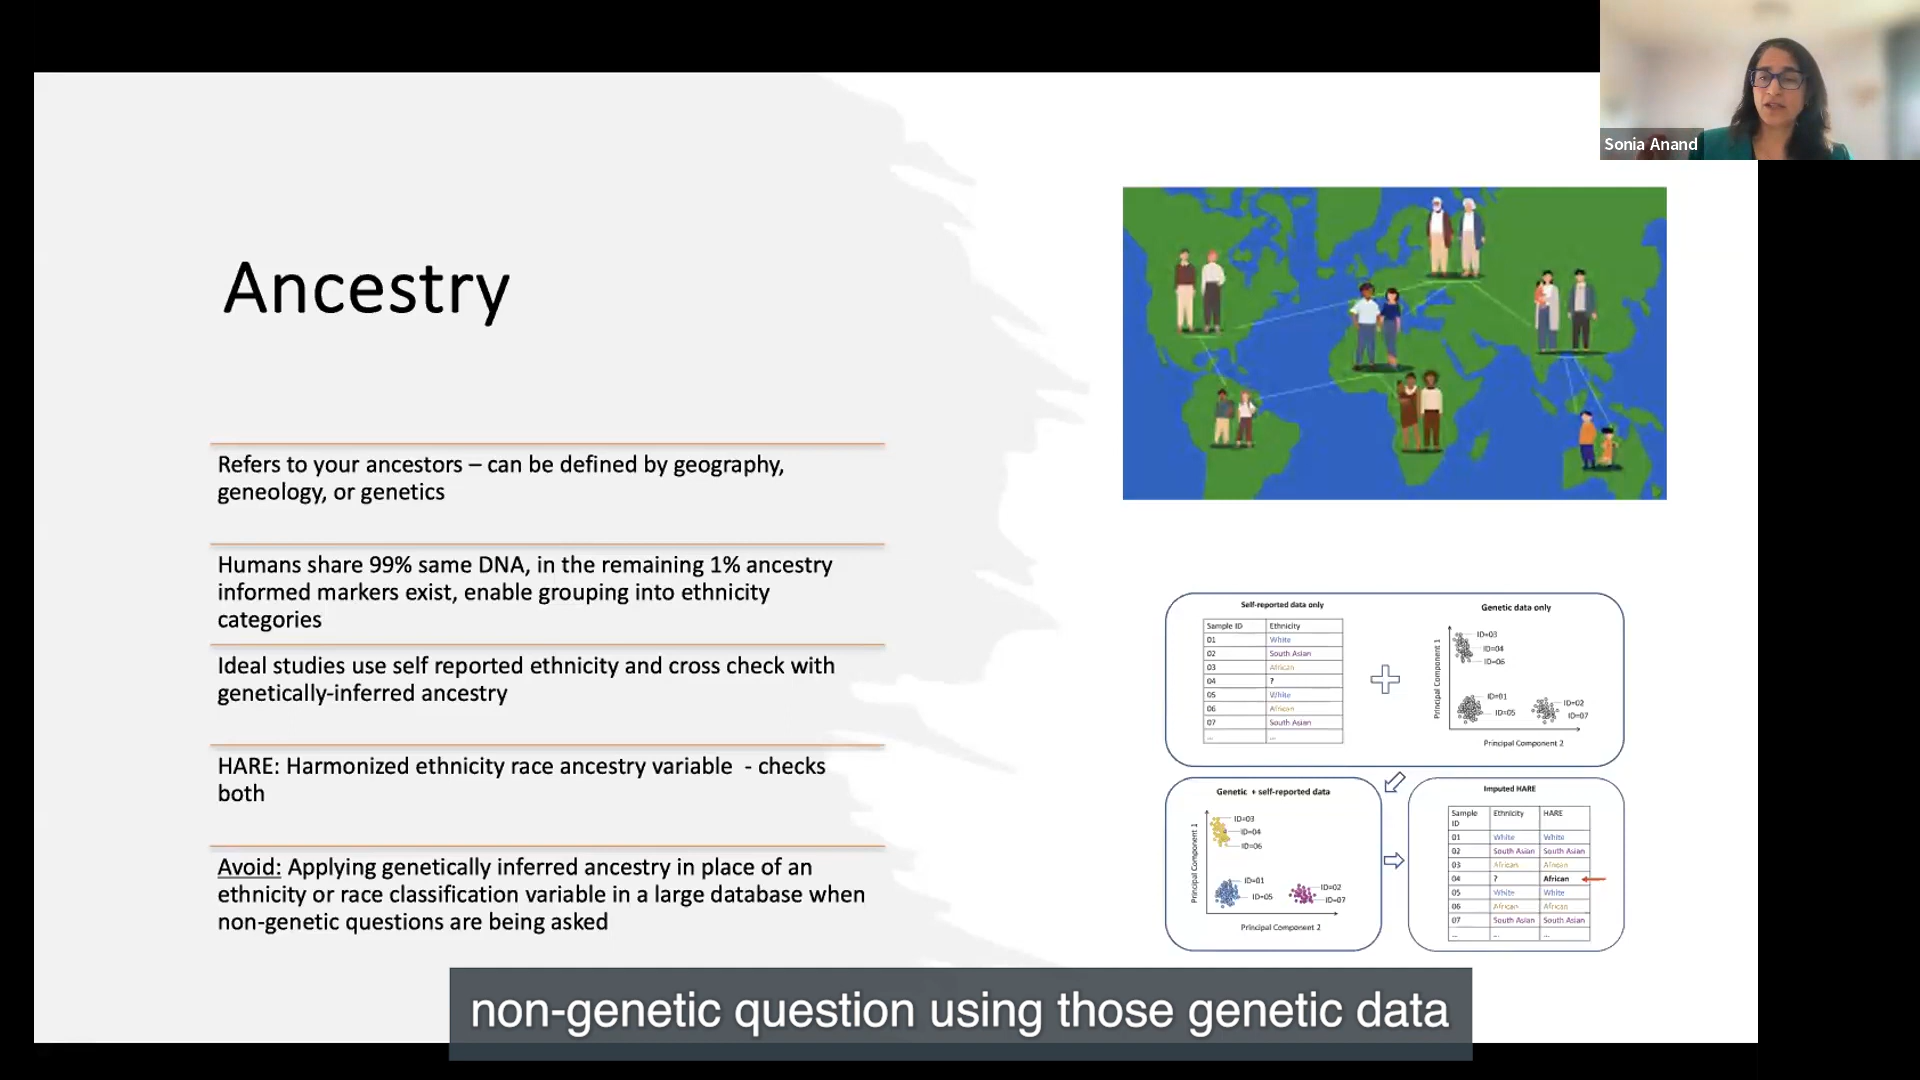 Sonia Anand
Ancestry
Refers to your ancestors – can be defined by geography,
geneology, or genetics
Humans share 99% same DNA, in the remaining 1% ancestry
informed markers exist, enable grouping into ethnicity
categories
Ideal studies use self reported ethnicity and cross check with
genetically-inferred ancestry
HARE: Harmonized ethnicity race ancestry variable - checks
both
Avoid: Applying genetically inferred ancestry in place of an
ethnicity or race classification variable in a large database when
non-genetic questions are being asked
Self-reported data only
Sample ID Ethnicity
01 White
02 South Asian
03 African
04 ?
05 White
06 African
07 South Asian
... ...
Genetic data only
Principal Component 1
ID=03
ID=04
ID=06
ID=01
ID=05
ID=02
ID=07
Principal Component 2
Genetic + self-reported data
Principal Component 1
ID=03
ID=04
ID=06
ID=01
ID=05
ID=02
ID=07
Principal Component 2
Imputed HARE
Sample
ID Ethnicity HARE
01 White White
02 South Asian South Asian
03 African African
04 ? African
05 White White
06 African African
07 South Asian South Asian
... ... ...
non-genetic question using those genetic data